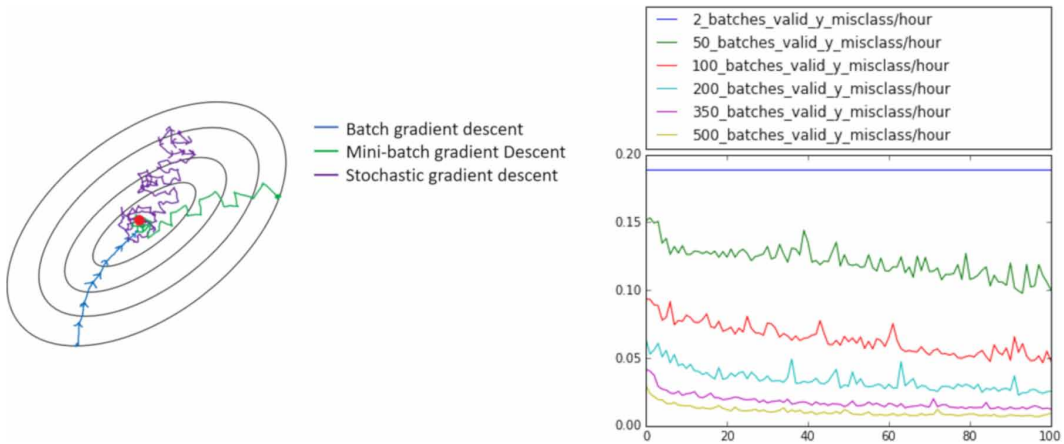 Batch gradient descent
Mini-batch gradient Descent
Stochastic gradient descent
2_batches_valid_y_misclass/hour
50_batches_valid_y_misclass/hour
100_batches_valid_y_misclass/hour
200_batches_valid_y_misclass/hour
350_batches_valid_y_misclass/hour
500_batches_valid_y_misclass/hour
0.20
0.15
0.10
0.05
0.00
0 20 40 60 80 100